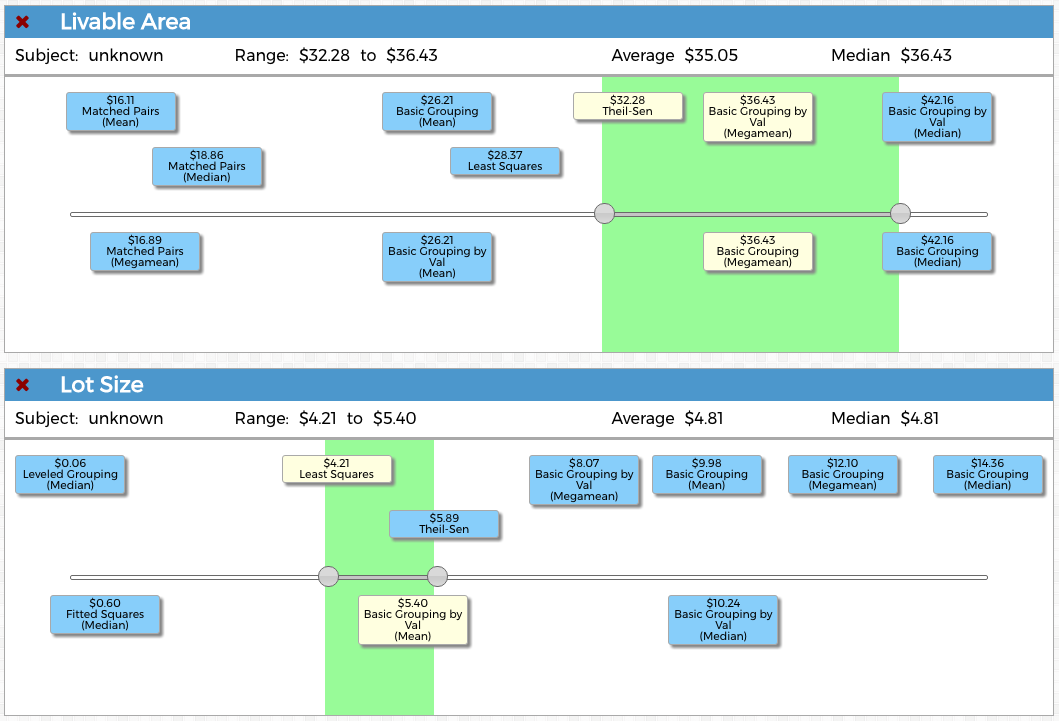 Livable Area
Subject: unknown Range: $32.28 to $36.43 Average $35.05 Median $36.43
$16.11
Matched Pairs
(Mean)
$26.21
Basic Grouping
(Mean)
$32.28
Theil-Sen
$36.43
Basic Grouping by
Val
(Megamean)
$42.16
Basic Grouping by
Val
(Median)
$18.86
Matched Pairs
(Median)
$28.37
Least Squares
$16.89
Matched Pairs
(Megamean)
$26.21
Basic Grouping by
Val
(Mean)
$36.43
Basic Grouping
(Megamean)
$42.16
Basic Grouping
(Median)
Lot Size
Subject: unknown Range: $4.21 to $5.40 Average $4.81 Median $4.81
$0.06
Leveled Grouping
(Median)
$4.21
Least Squares
$8.07
Basic Grouping by
Val
(Megamean)
$9.98
Basic Grouping
(Mean)
$12.10
Basic Grouping
(Megamean)
$14.36
Basic Grouping
(Median)
$5.89
Theil-Sen
$0.60
Fitted Squares
(Median)
$5.40
Basic Grouping by
Val
(Mean)
$10.24
Basic Grouping by
Val
(Median)